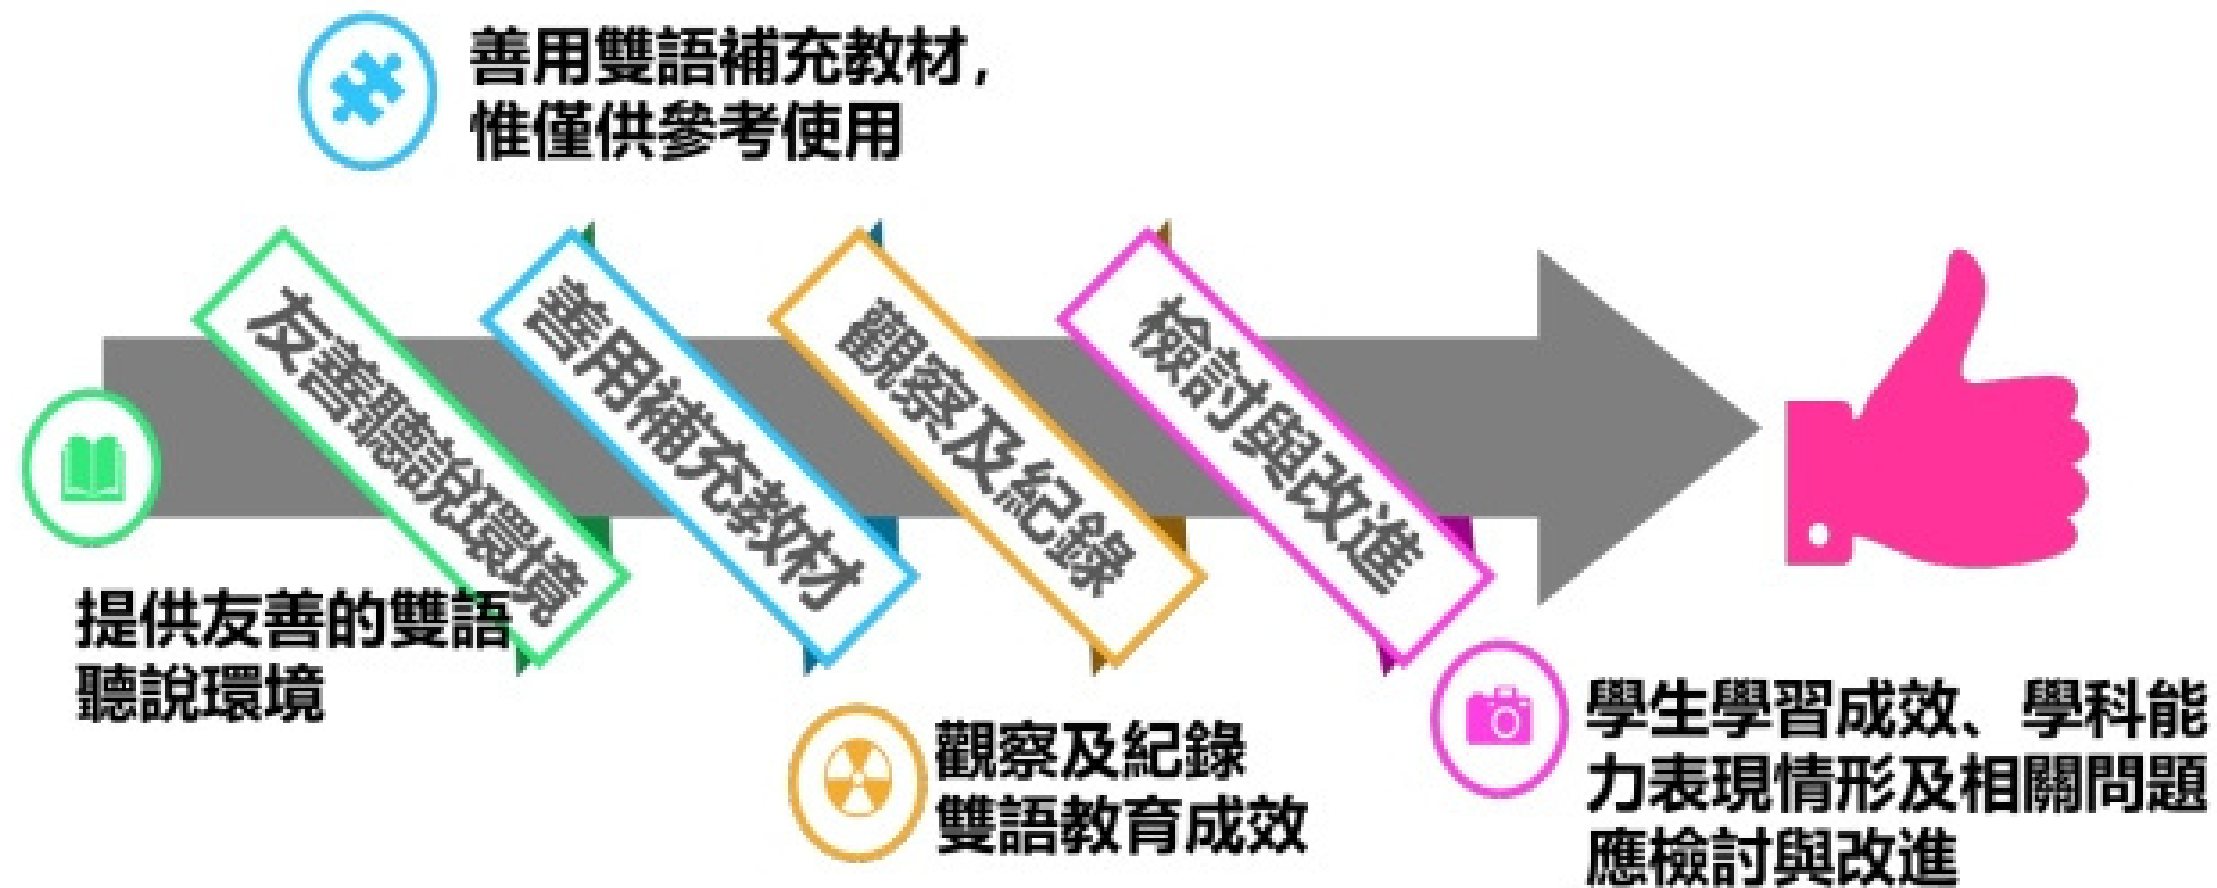 善用雙語補充教材,
惟僅供參考使用
友善聽說環境
善用補充教材
觀察及紀錄
檢討與改進
提供友善的雙語
聽說環境
觀察及紀錄
雙語教育成效
學生學習成效、學科能
力表現情形及相關問題
應檢討與改進